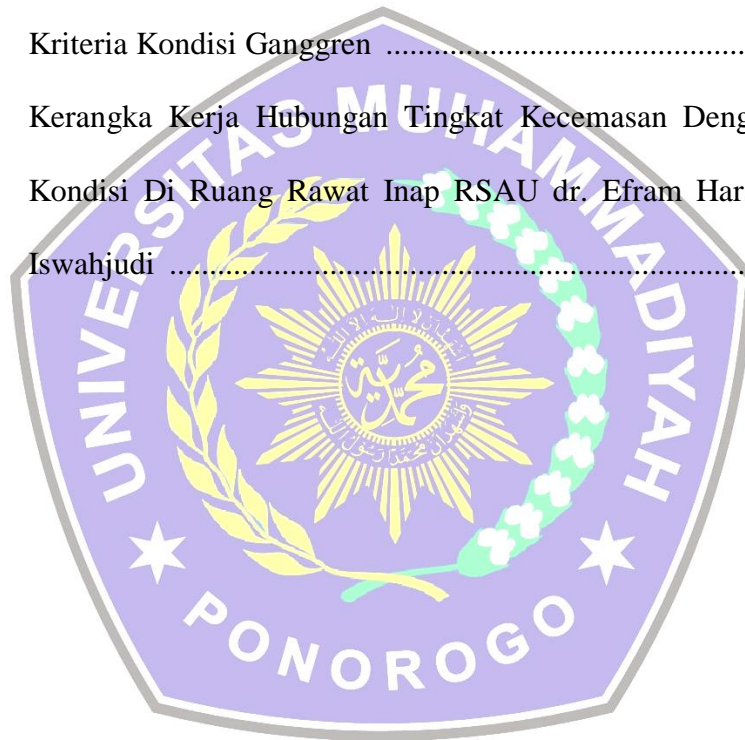 Kriteria Kondisi Ganggren ............................................
Kerangka Kerja Hubungan Tingkat Kecemasan Deng
Kondisi Di Ruang Rawat Inap RSAU dr. Efram Har
Iswahjudi ........................................................................
UNIVERSITAS MUHAMMADIYAH
محمدية
PONOROGO